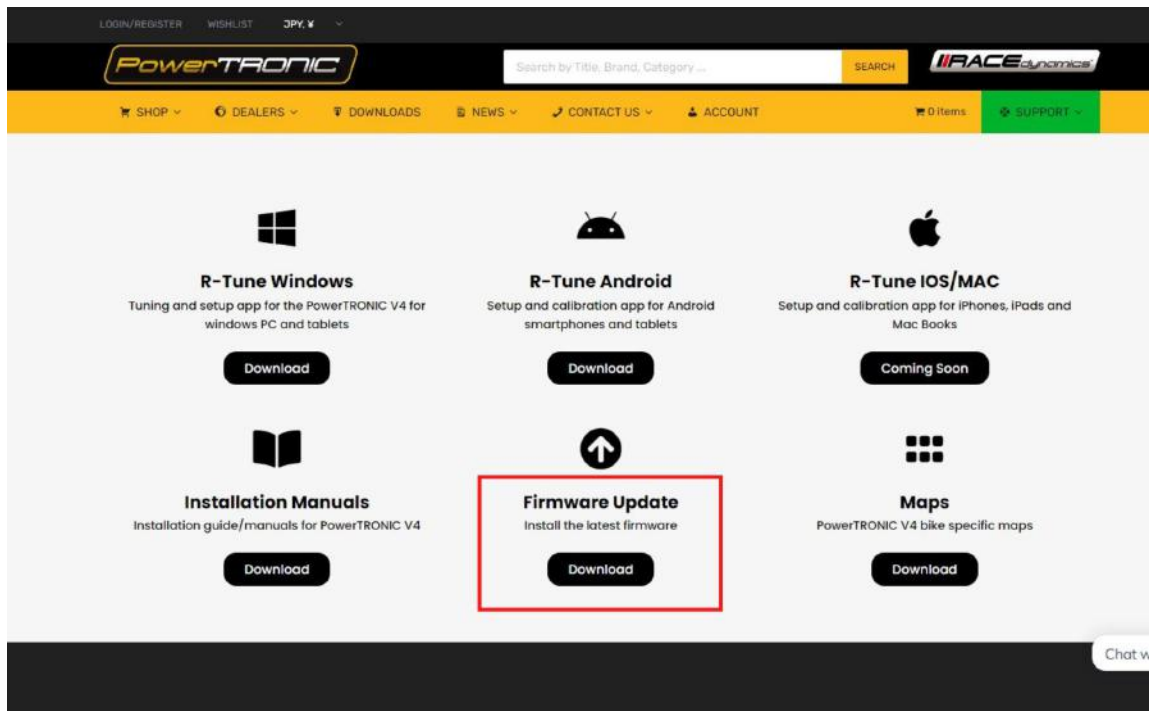 LOGIN/REGISTER WISHLIST JPY, ¥
PowerTRONIC
Search by Title, Brand, Category ...
SEARCH
RACEdynamics
SHOP DEALERS DOWNLOADS NEWS CONTACT US ACCOUNT 0 items SUPPORT
R-Tune Windows
Tuning and setup app for the PowerTRONIC V4 for
windows PC and tablets
Download
R-Tune Android
Setup and calibration app for Android
smartphones and tablets
Download
R-Tune IOS/MAC
Setup and calibration app for iPhones, iPads and
Mac Books
Coming Soon
Installation Manuals
Installation guide/manuals for PowerTRONIC V4
Download
Firmware Update
Install the latest firmware
Download
Maps
PowerTRONIC V4 bike specific maps
Download
Chat w